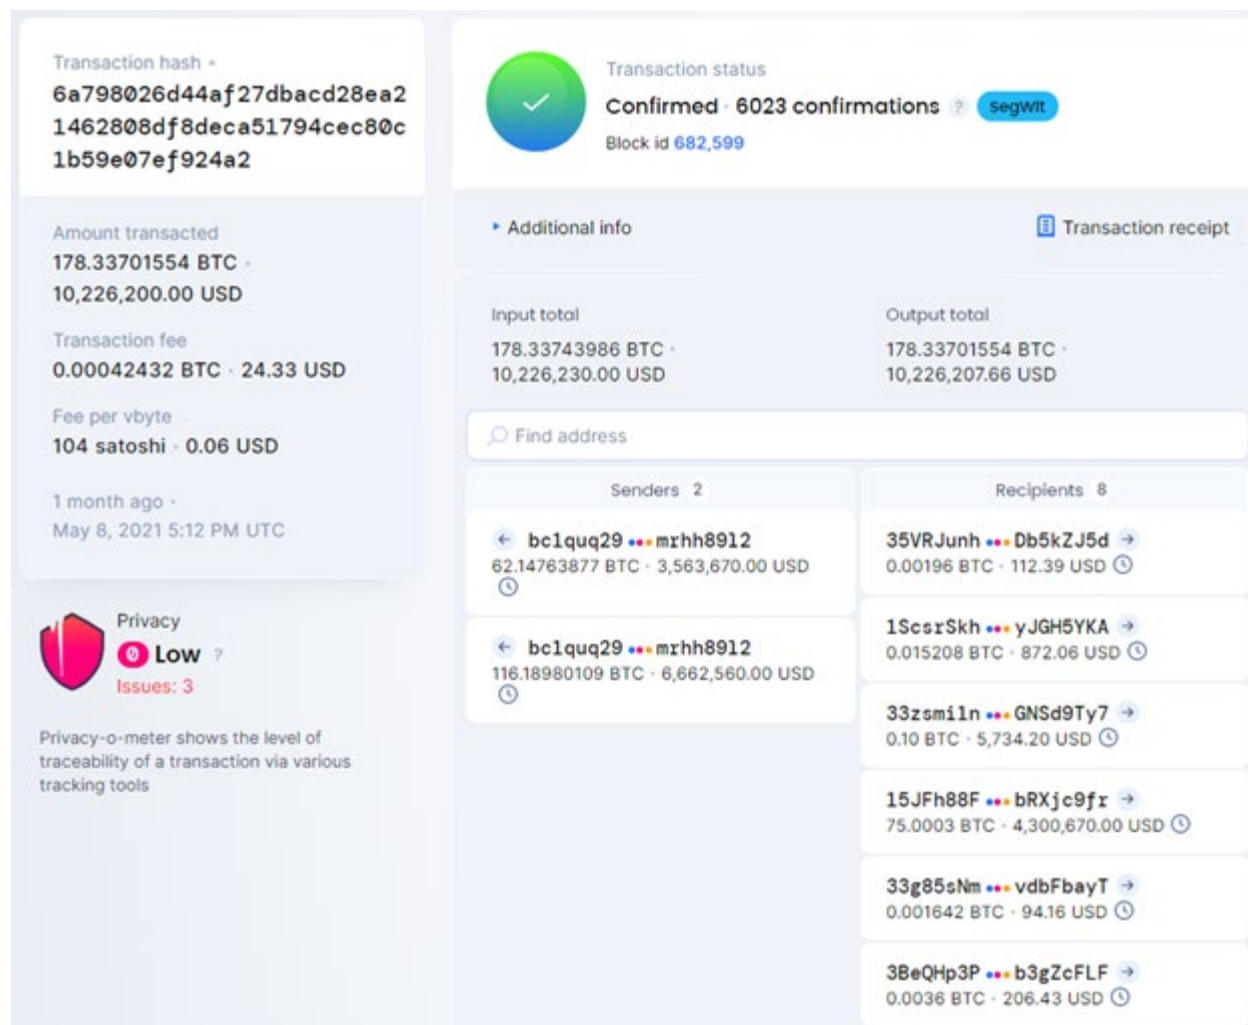 Transaction hash
6a798026d44af27dbacd28ea2
1462808df8deca51794cec80c
1b59e07ef924a2
Amount transacted
178.33701554 BTC ·
10,226,200.00 USD
Transaction fee
0.00042432 BTC · 24.33 USD
Fee per vbyte
104 satoshi · 0.06 USD
1 month ago ·
May 8, 2021 5:12 PM UTC
Privacy
0 Low ?
Issues: 3
Privacy-o-meter shows the level of
traceability of a transaction via various
tracking tools
Transaction status
Confirmed · 6023 confirmations ? SegWit
Block id 682,599
Additional info
Transaction receipt
Input total
178.33743986 BTC ·
10,226,230.00 USD
Output total
178.33701554 BTC ·
10,226,207.66 USD
Find address
Senders 2
bc1quq29 ••• mrhh89l2
62.14763877 BTC · 3,563,670.00 USD
bc1quq29 ••• mrhh89l2
116.18980109 BTC · 6,662,560.00 USD
Recipients 8
35VRJunh ••• Db5kZJ5d
0.00196 BTC · 112.39 USD
1ScsrSkh ••• yJGH5YKA
0.015208 BTC · 872.06 USD
33zsmi1n ••• GNSd9Ty7
0.10 BTC · 5,734.20 USD
15JFh88F ••• bRXjc9fr
75.0003 BTC · 4,300,670.00 USD
33g85sNm ••• vdbFbayT
0.001642 BTC · 94.16 USD
3BeQHp3P ••• b3gZcFLF
0.0036 BTC · 206.43 USD